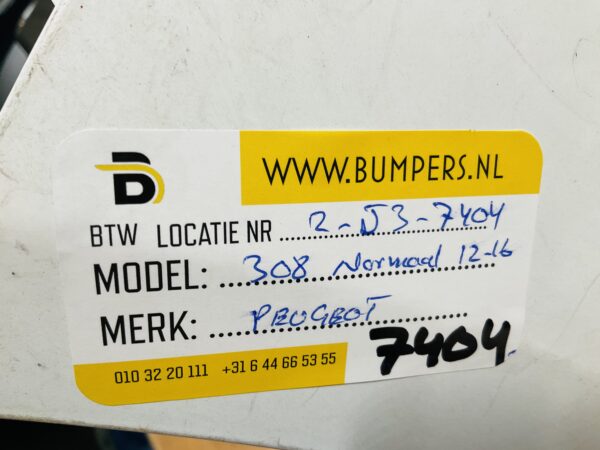 B
WWW.BUMPERS.NL
BTW LOCATIE NR 2-N3-7404
MODEL: 308 Normaal 12-16
MERK: PEUGEOT
7404
010 32 20 111 +31 6 44 66 53 55